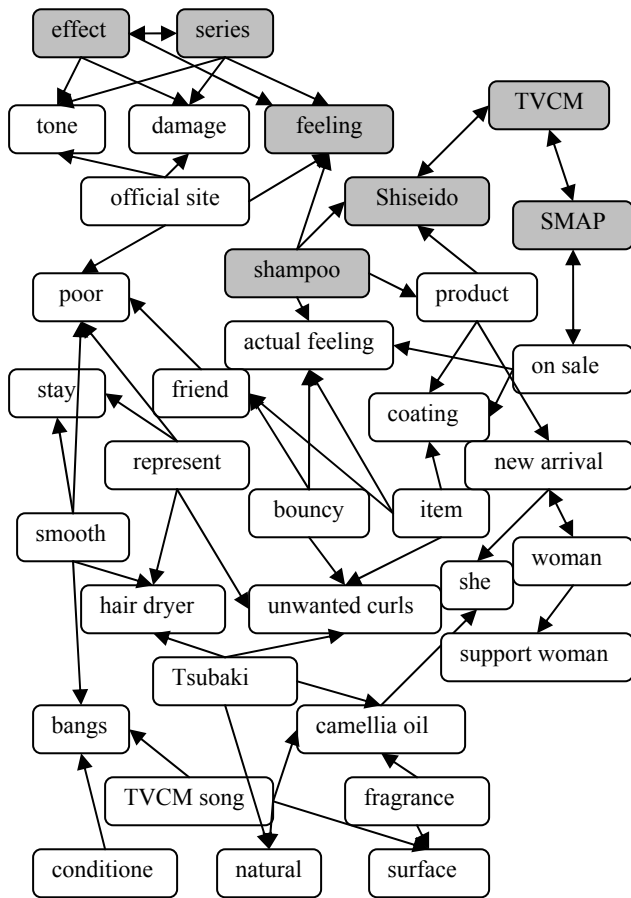 effect
series
TVCM
tone
damage
feeling
official site
Shiseido
SMAP
shampoo
poor
product
actual feeling
on sale
stay
friend
coating
represent
new arrival
bouncy
item
smooth
woman
she
hair dryer
unwanted curls
support woman
Tsubaki
bangs
camellia oil
TVCM song
fragrance
conditione
natural
surface